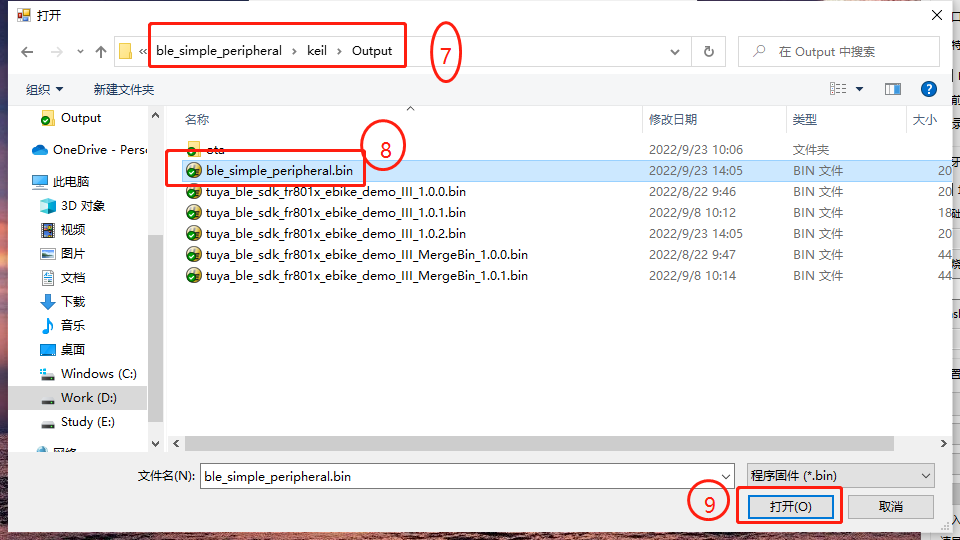 打开
« ble_simple_peripheral › keil › Output
7
在 Output 中搜索
组织
新建文件夹
?
Output
OneDrive - Perso
此电脑
3D 对象
视频
图片
文档
下载
音乐
桌面
Windows (C:)
Work (D:)
Study (E:)
网络
名称 修改日期 类型 大小
ota 2022/9/23 10:06 文件夹
8
ble_simple_peripheral.bin 2022/9/23 14:05 BIN 文件 20
tuya_ble_sdk_fr801x_ebike_demo_III_1.0.0.bin 2022/8/22 9:46 BIN 文件 20
tuya_ble_sdk_fr801x_ebike_demo_III_1.0.1.bin 2022/9/8 10:12 BIN 文件 18
tuya_ble_sdk_fr801x_ebike_demo_III_1.0.2.bin 2022/9/23 14:05 BIN 文件 20
tuya_ble_sdk_fr801x_ebike_demo_III_MergeBin_1.0.0.bin 2022/8/22 9:47 BIN 文件 44
tuya_ble_sdk_fr801x_ebike_demo_III_MergeBin_1.0.1.bin 2022/9/8 10:14 BIN 文件 44
文件名(N): ble_simple_peripheral.bin
程序固件 (*.bin)
9
打开(O)
取消